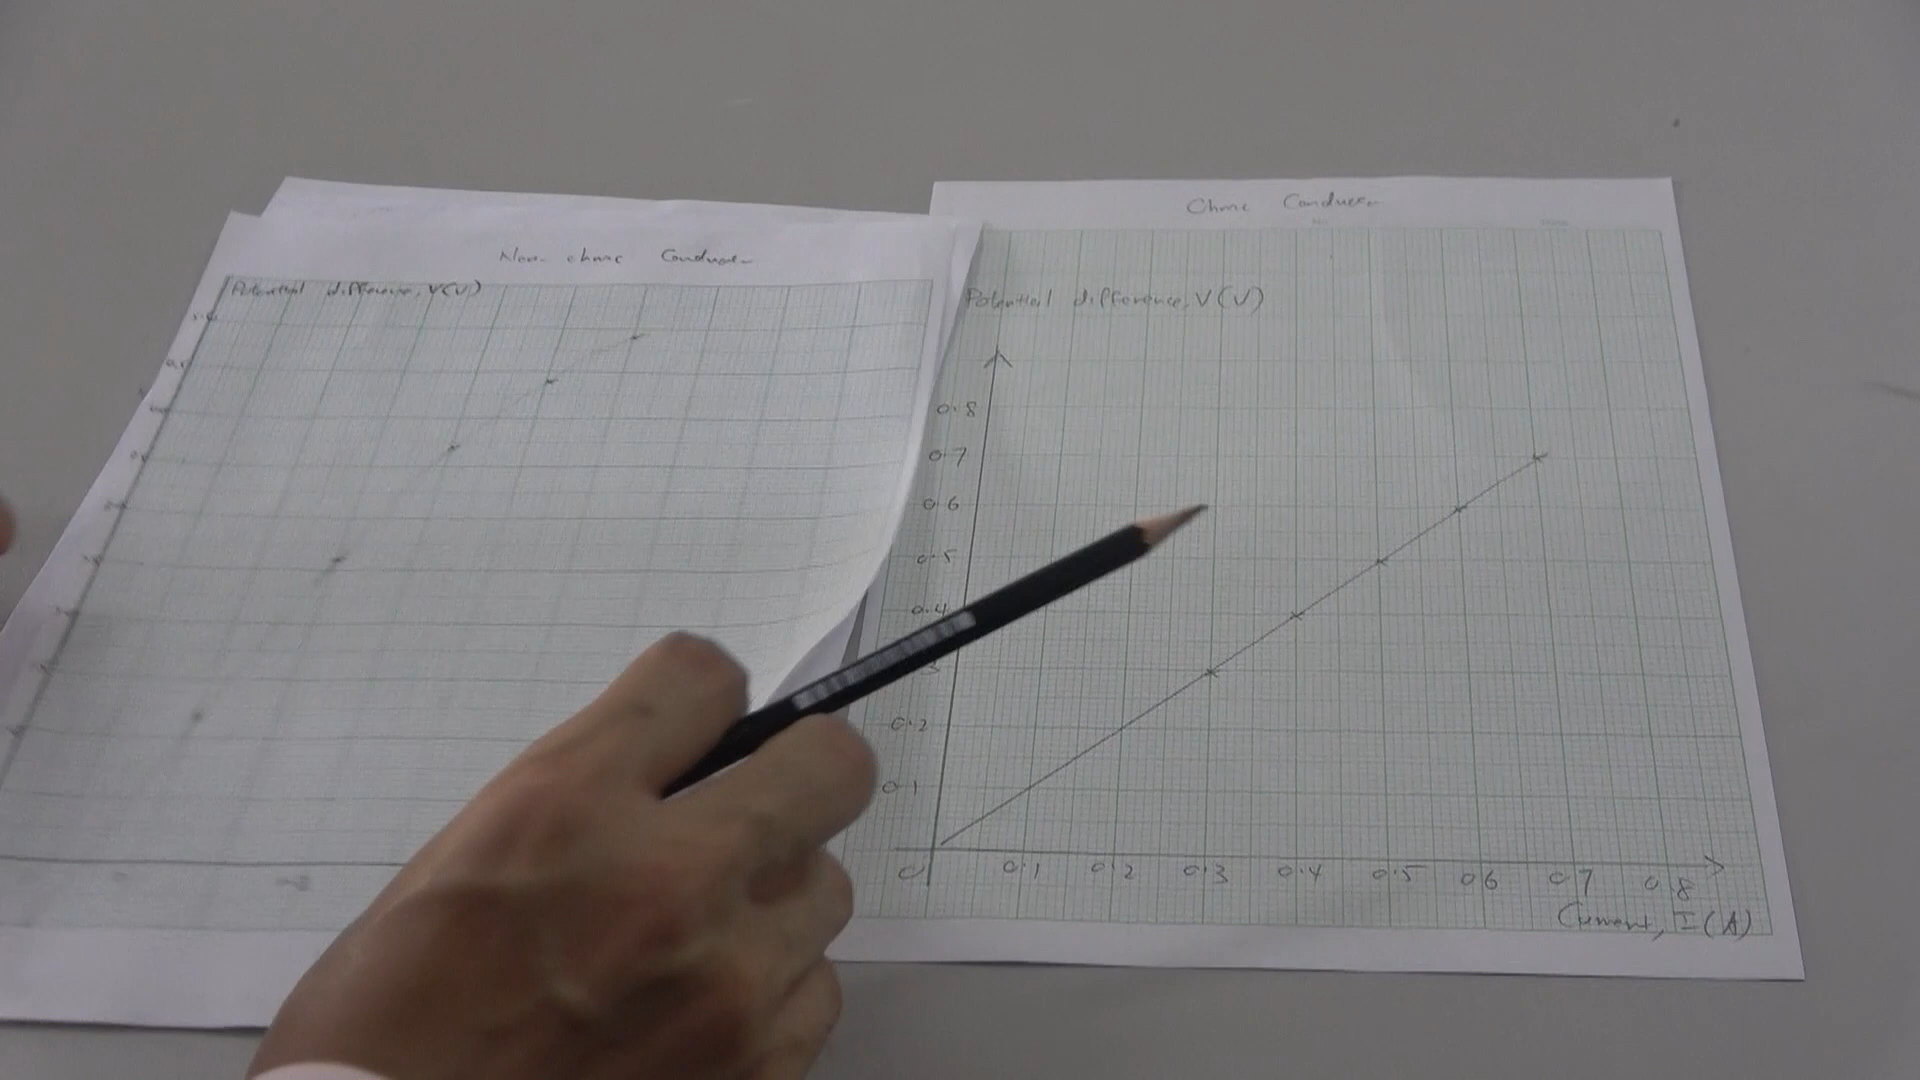 Non-ohmic Conductor
Potential difference, V(V)
Ohmic Conductor
Potential difference, V(V)
0.8
0.7
0.6
0.5
0.4
0.2
0.1
0
0.1 0.2 0.3 0.4 0.5 0.6 0.7 0.8
Current, I(A)